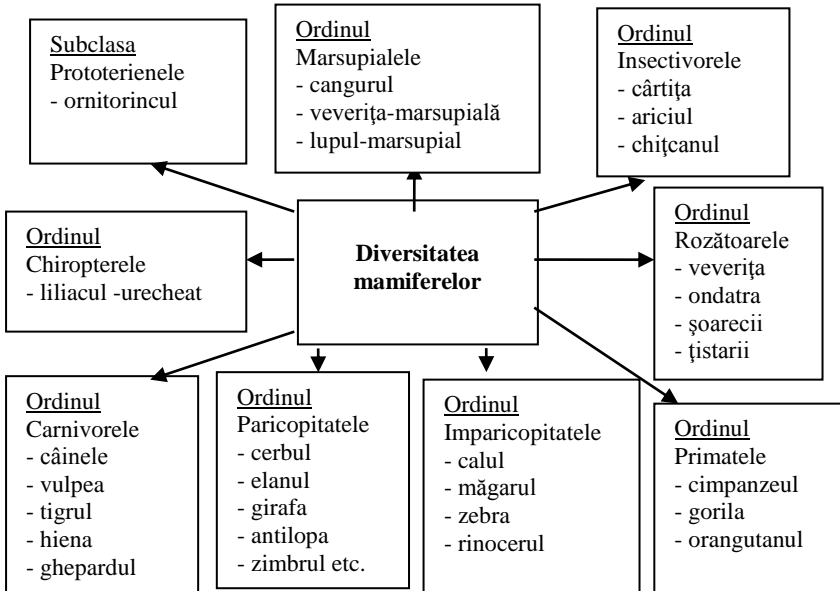 Subclasa
Prototerienele
- ornitorincul
Ordinul
Marsupialele
- cangurul
- veveriţa-marsupială
- lupul-marsupial
Ordinul
Insectivorele
- cârtiţa
- ariciul
- chiţcanul
Ordinul
Chiropterele
- liliacul -urecheat
Diversitatea
mamiferelor
Ordinul
Rozătoarele
- veveriţa
- ondatra
- şoarecii
- ţistarii
Ordinul
Carnivorele
- câinele
- vulpea
- tigrul
- hiena
- ghepardul
Ordinul
Paricopitatele
- cerbul
- elanul
- girafa
- antilopa
- zimbrul etc.
Ordinul
Imparicopitatele
- calul
- măgarul
- zebra
- rinocerul
Ordinul
Primatele
- cimpanzeul
- gorila
- orangutanul